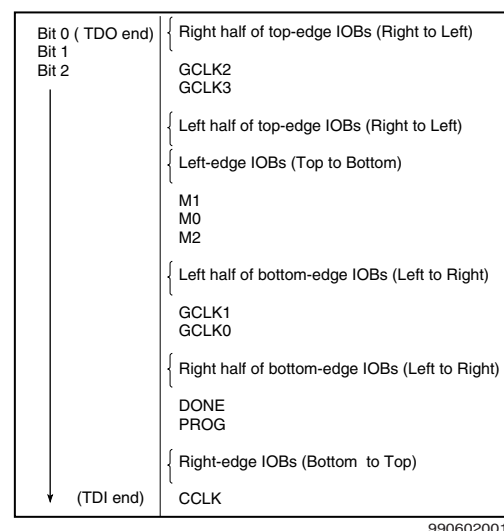 Bit 0 ( TDO end)
Bit 1
Bit 2
Right half of top-edge IOBs (Right to Left)
GCLK2
GCLK3
Left half of top-edge IOBs (Right to Left)
Left-edge IOBs (Top to Bottom)
M1
M0
M2
Left half of bottom-edge IOBs (Left to Right)
GCLK1
GCLK0
Right half of bottom-edge IOBs (Left to Right)
DONE
PROG
Right-edge IOBs (Bottom to Top)
(TDI end)
CCLK
990602001